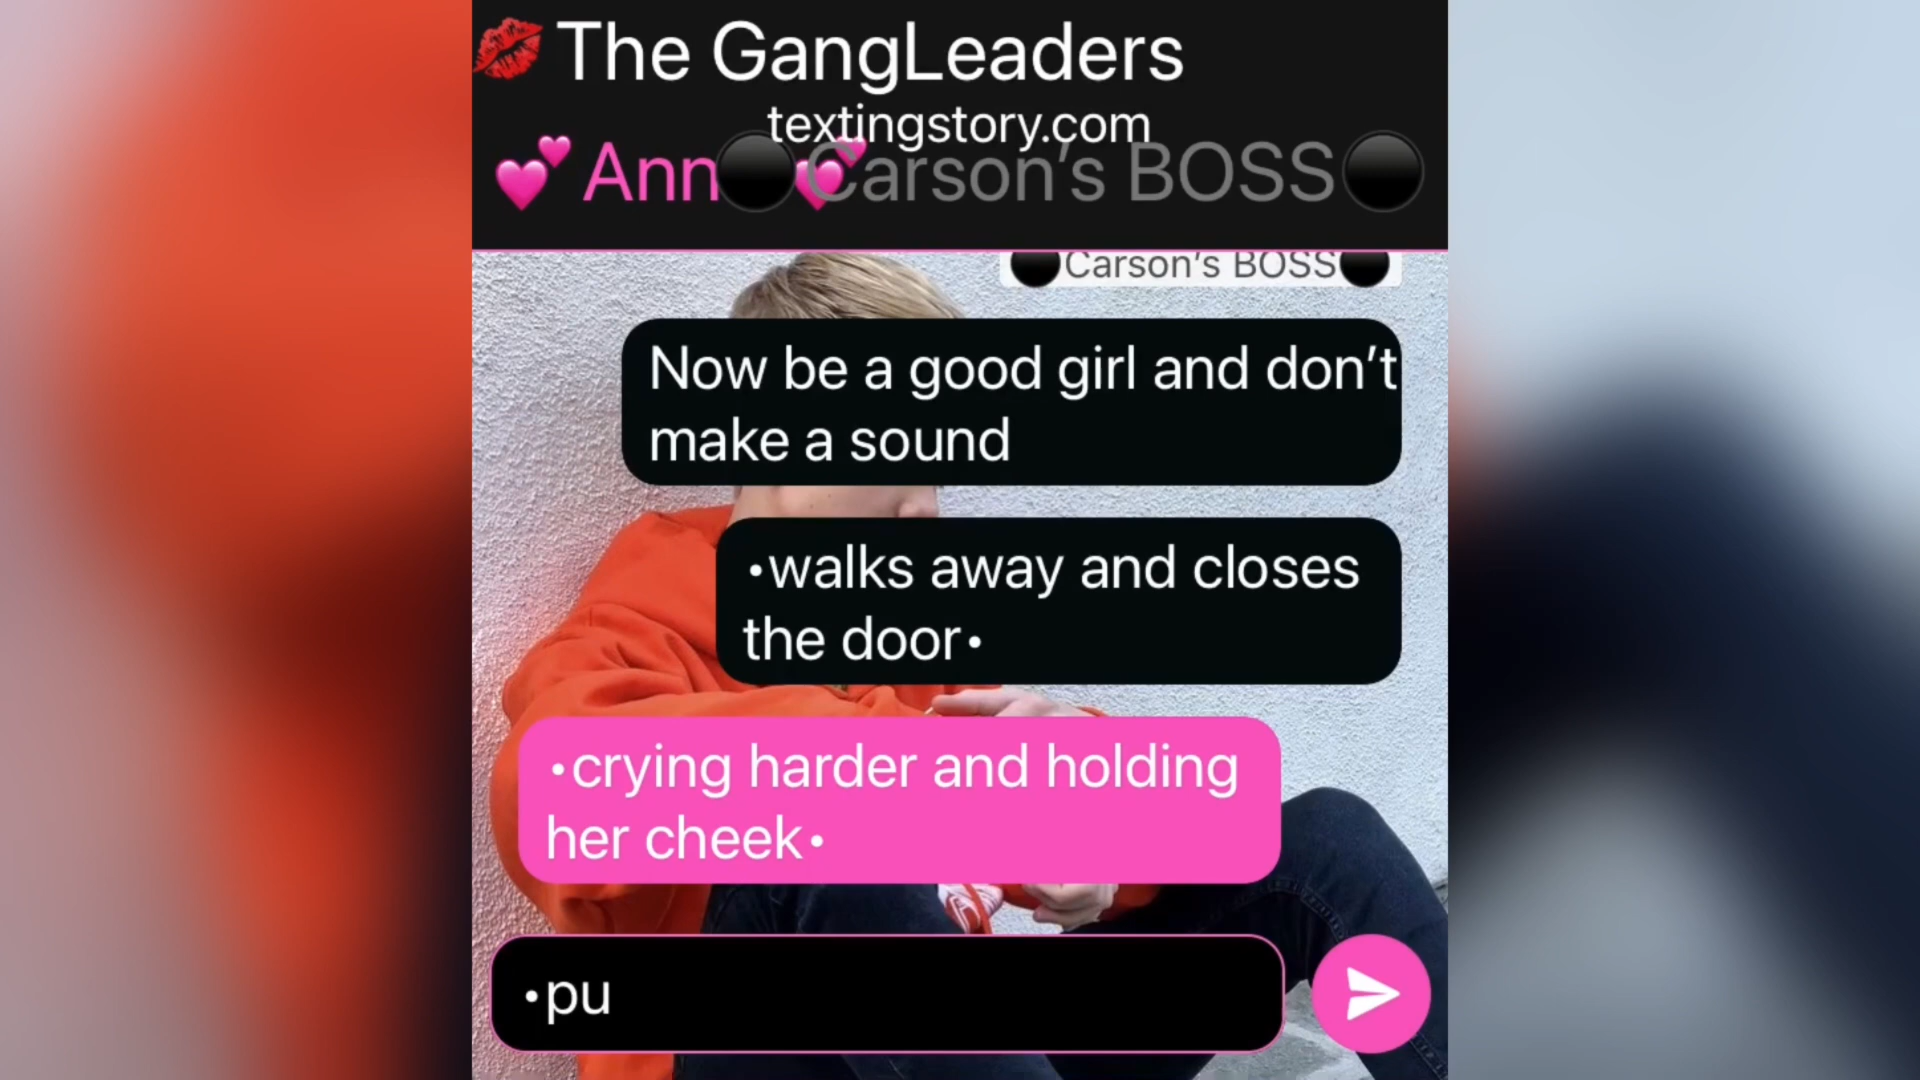 💋The GangLeaders
textingstory.com
💕Ann 💕
⚫Carson's BOSS⚫
⚫Carson's BOSS⚫
Now be a good girl and don't
make a sound
•walks away and closes
the door•
•crying harder and holding
her cheek•
•pu